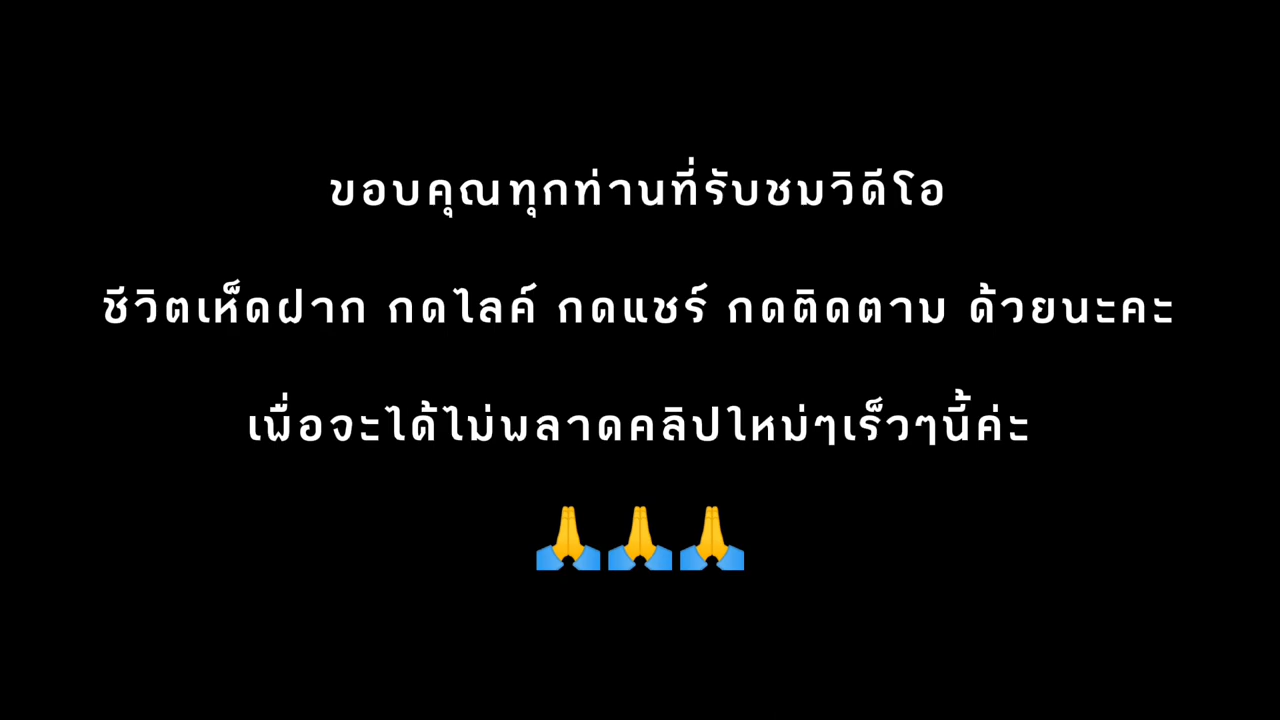 ขอบคุณทุกท่านที่รับชมวิดีโอ
ชีวิตเห็ดฝาก กดไลค์ กดแชร์ กดติดตาม ด้วยนะคะ
เพื่อจะได้ไม่พลาดคลิปใหม่ๆเร็วๆนี้ค่ะ
🙏🙏🙏